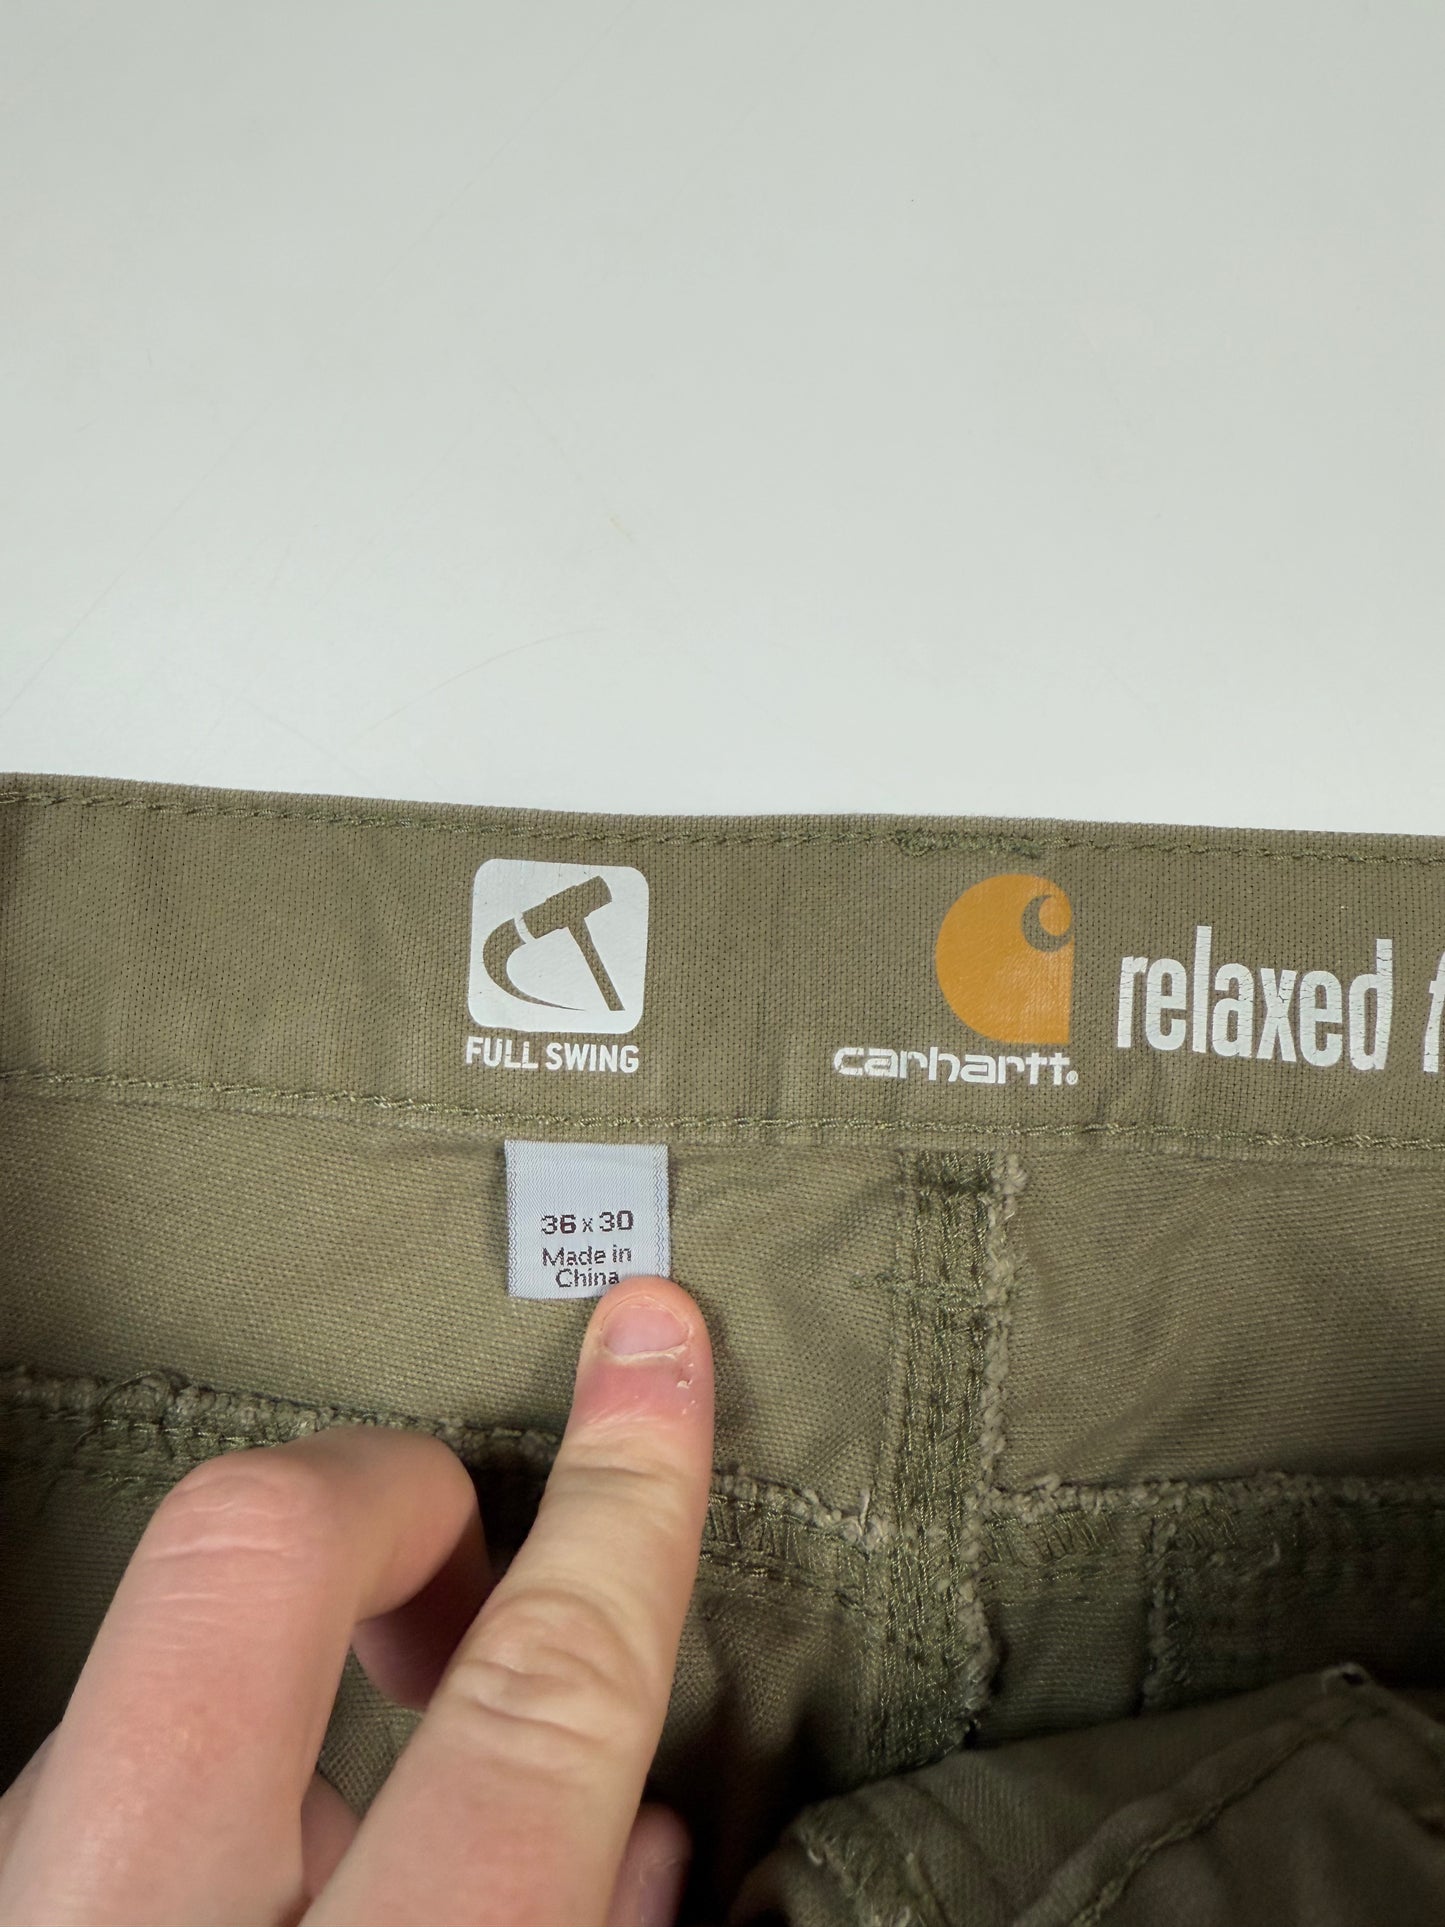 FULL SWING
carhartt®
relaxed
36 x 30
Made in
China